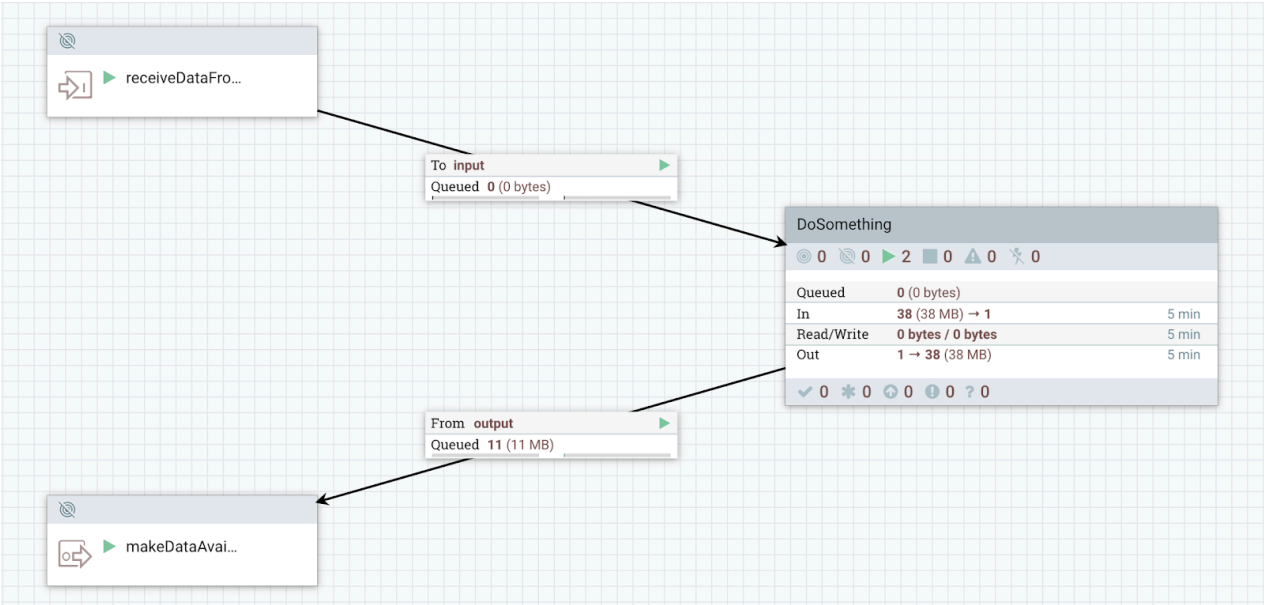 receiveDataFro...
To input
Queued 0 (0 bytes)
DoSomething
0 0 2 0 0 0
Queued 0 (0 bytes)
In 38 (38 MB) → 1 5 min
Read/Write 0 bytes / 0 bytes 5 min
Out 1 → 38 (38 MB) 5 min
0 0 0 0 ? 0
From output
Queued 11 (11 MB)
makeDataAvai...